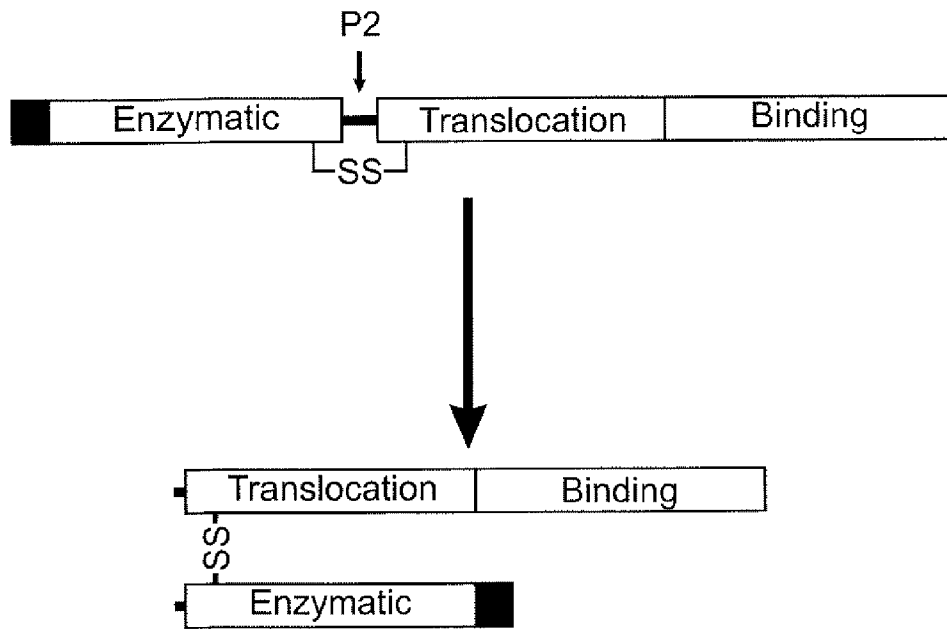 P2
Enzymatic Translocation Binding
SS
Translocation Binding
SS
Enzymatic